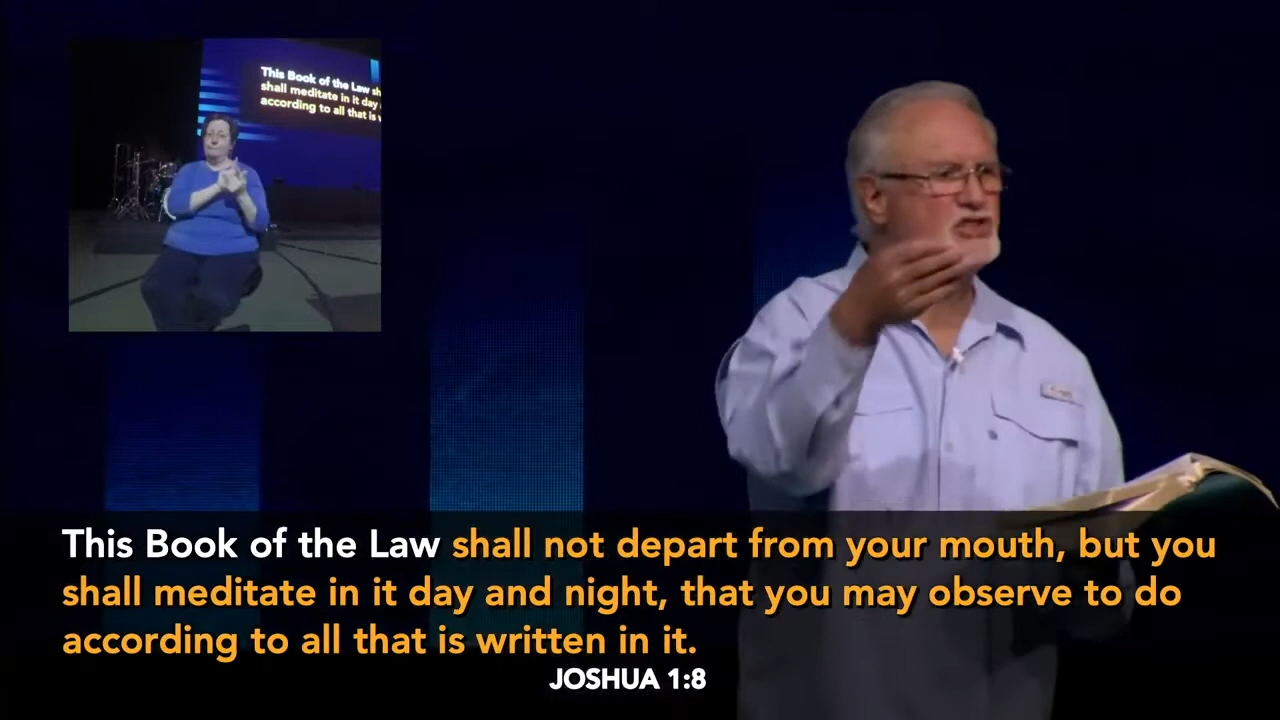 This Book of the Law sh
shall meditate in it day
according to all that is w
This Book of the Law shall not depart from your mouth, but you
shall meditate in it day and night, that you may observe to do
according to all that is written in it.
JOSHUA 1:8